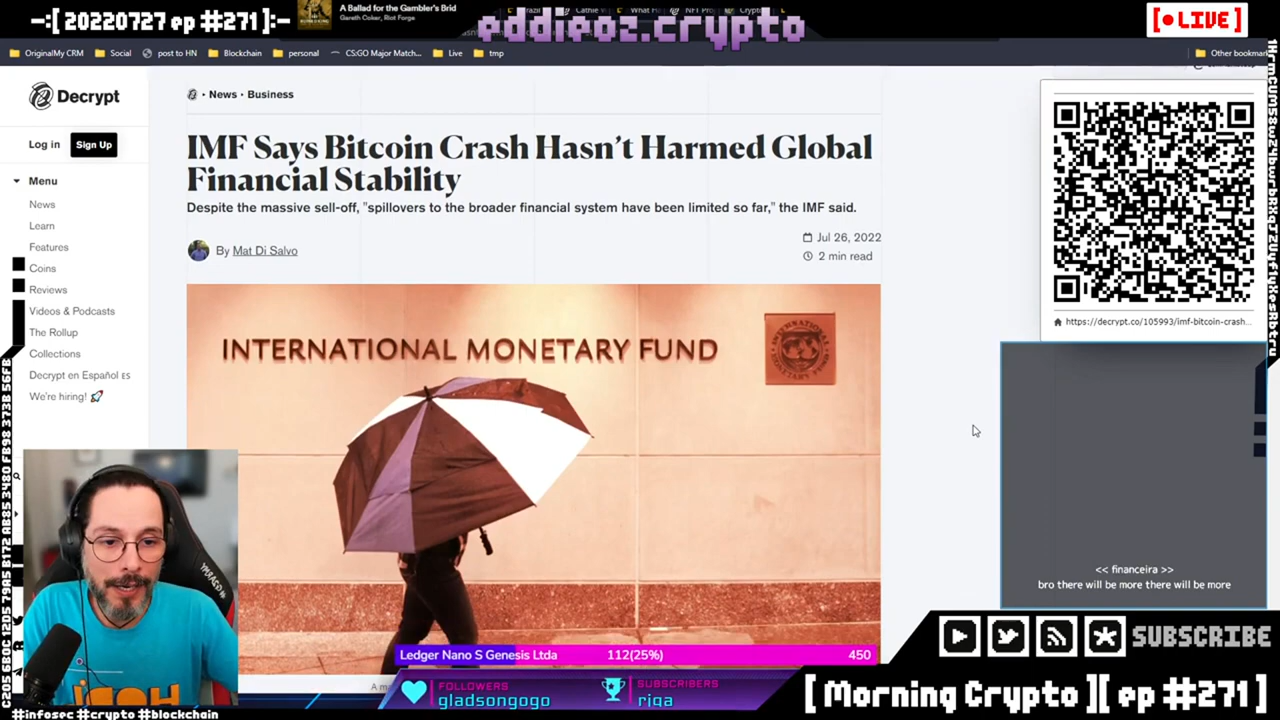 -:[ 20220727 ep #271 ]:-
A Ballad for the Gambler's Brid
Gareth Coker, Riot Forge
eddieoz.crypto
[● LIVE]
OriginalMy CRM
Social
post to HN
Blockchain
personal
CS:GO Major Match...
Live
tmp
Other bookmar
Decrypt
Log in
Sign Up
Menu
News
Learn
Features
Coins
Reviews
Videos & Podcasts
The Rollup
Collections
Decrypt en Español ES
We're hiring! 🚀
• News • Business
IMF Says Bitcoin Crash Hasn't Harmed Global
Financial Stability
Despite the massive sell-off, "spillovers to the broader financial system have been limited so far," the IMF said.
By Mat Di Salvo
Jul 26, 2022
2 min read
INTERNATIONAL MONETARY FUND
https://decrypt.co/105993/imf-bitcoin-crash...
<< financeira >>
bro there will be more there will be more
Ledger Nano S Genesis Ltda
112(25%)
450
FOLLOWERS
gladsongogo
SUBSCRIBERS
riqa
SUBSCRIBE
[ Morning Crypto ][ ep #271 ]
#infosec #crypto #blockchain